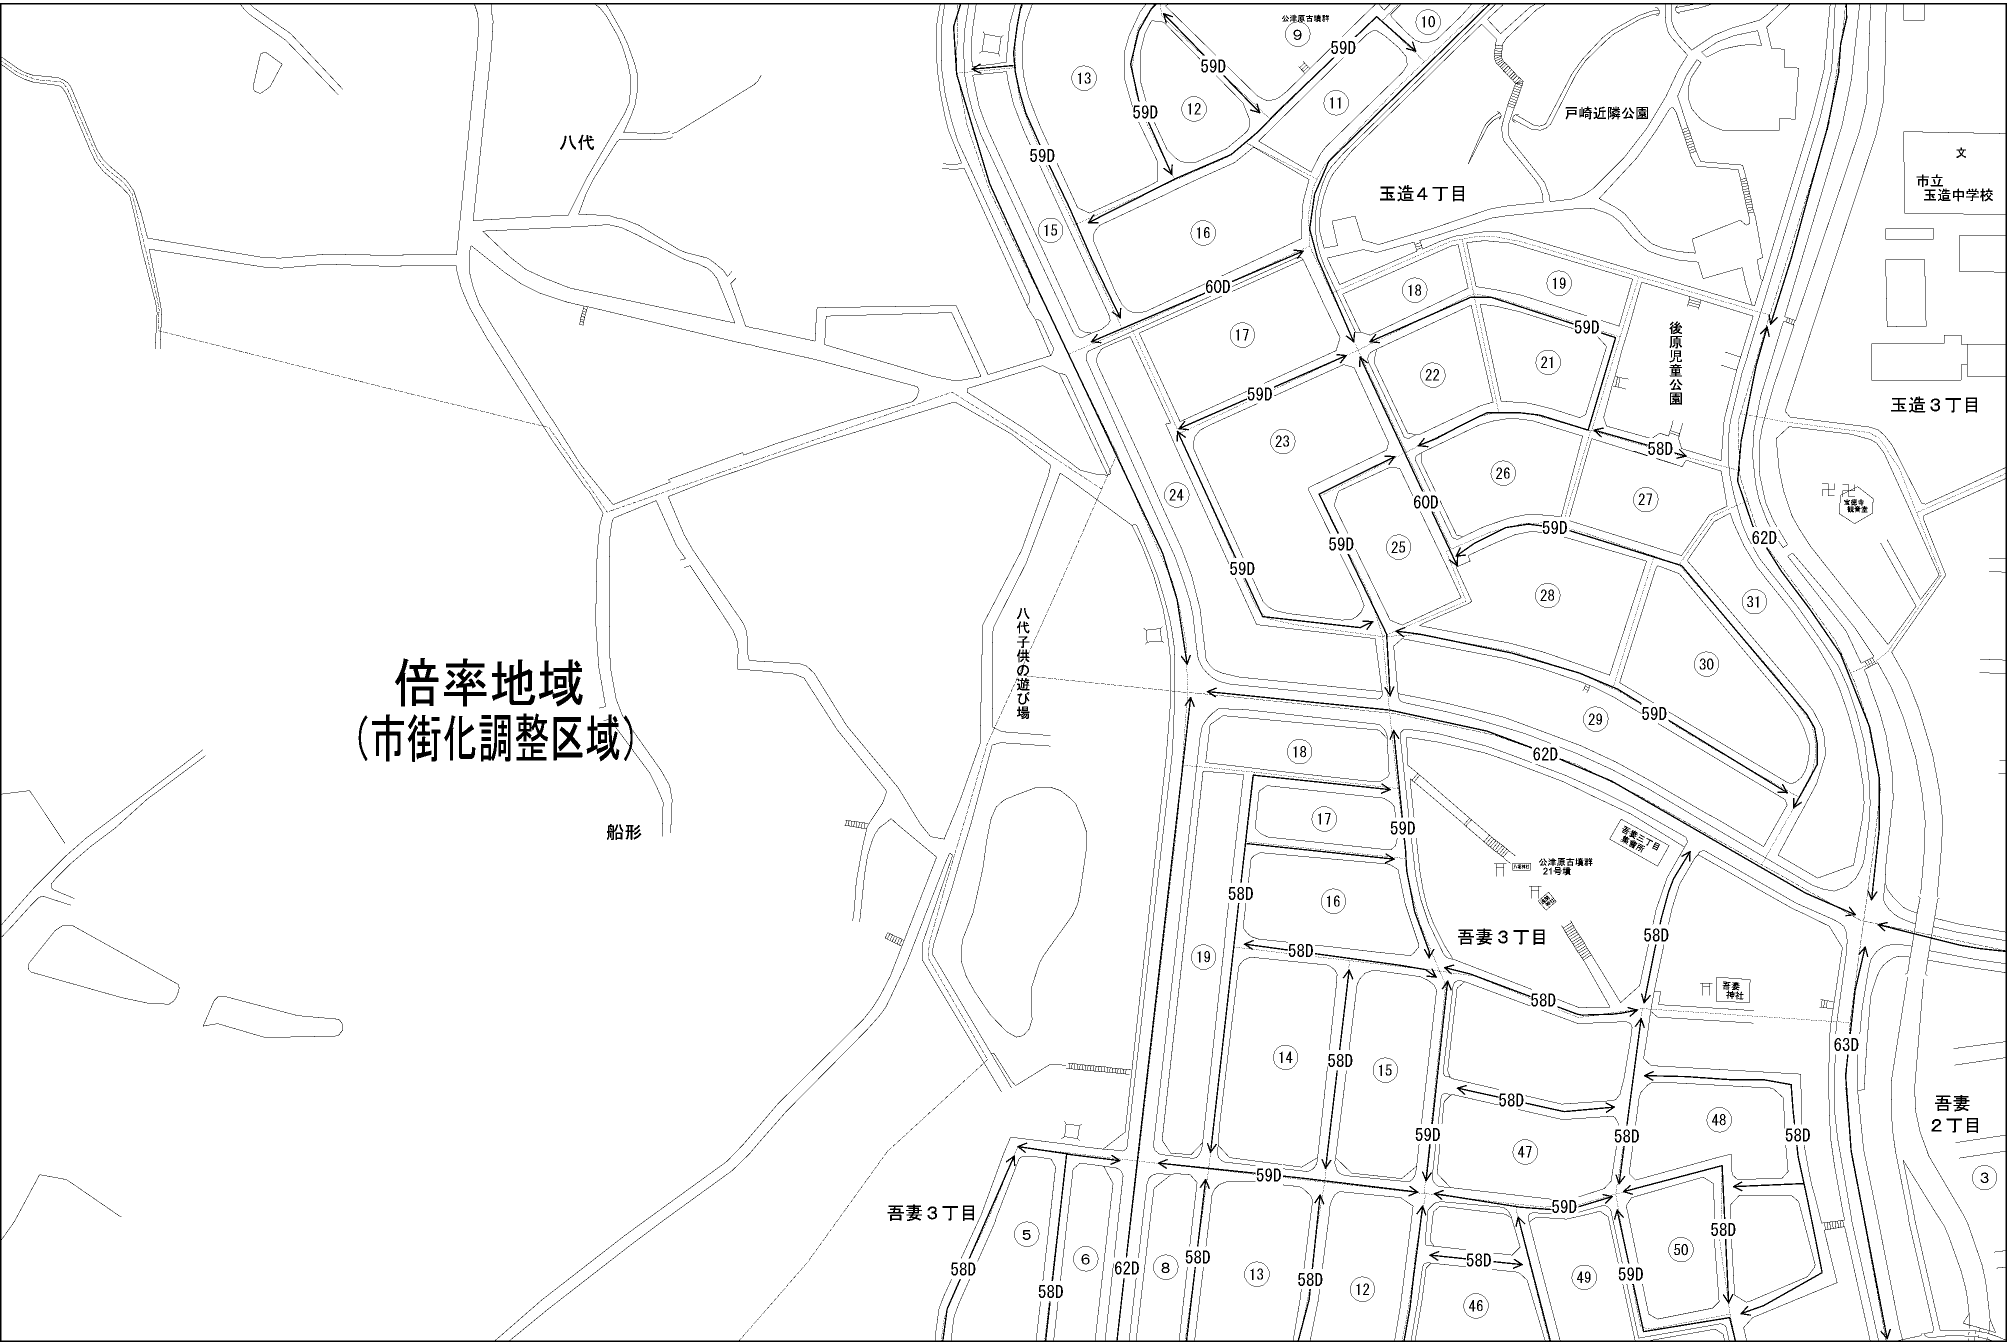 公津原古墳群
9
10
59D
59D
13
12
11
59D
戸崎近隣公園
八代
59D
文
市立
玉造中学校
玉造4丁目
15
16
60D
18
19
59D
17
後原児童公園
22
21
59D
玉造3丁目
23
58D
24
26
27
60D
59D
25
59D
62D
59D
28
31
八代子供の遊び場
30
倍率地域
(市街化調整区域)
29
59D
18
62D
17
59D
船形
吾妻三丁目
集会所
公津原古墳群
21号墳
58D
16
吾妻3丁目
58D
58D
19
吾妻
神社
58D
63D
14
58D
15
58D
吾妻
2丁目
48
59D
58D
58D
47
59D
3
59D
吾妻3丁目
5
6
8
58D
50
58D
62D
58D
13
58D
12
58D
49
59D
58D
46